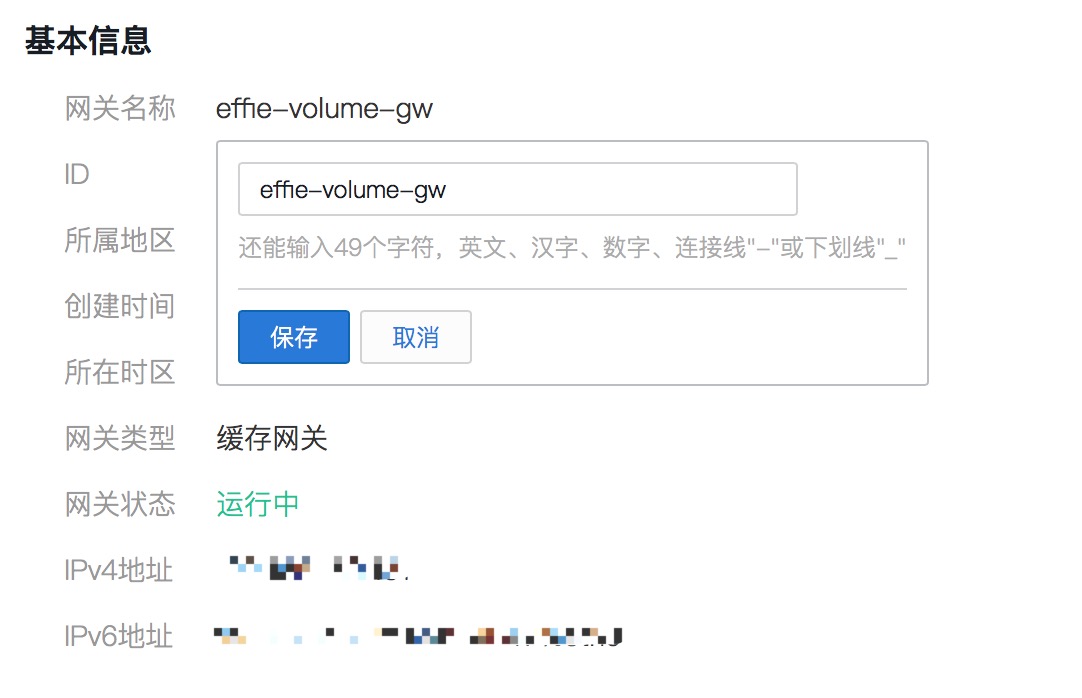 基本信息
网关名称 effie-volume-gw
ID
effie-volume-gw
所属地区
还能输入49个字符，英文、汉字、数字、连接线"-"或下划线"_"
创建时间
保存 取消
所在时区
网关类型 缓存网关
网关状态 运行中
IPv4地址
IPv6地址